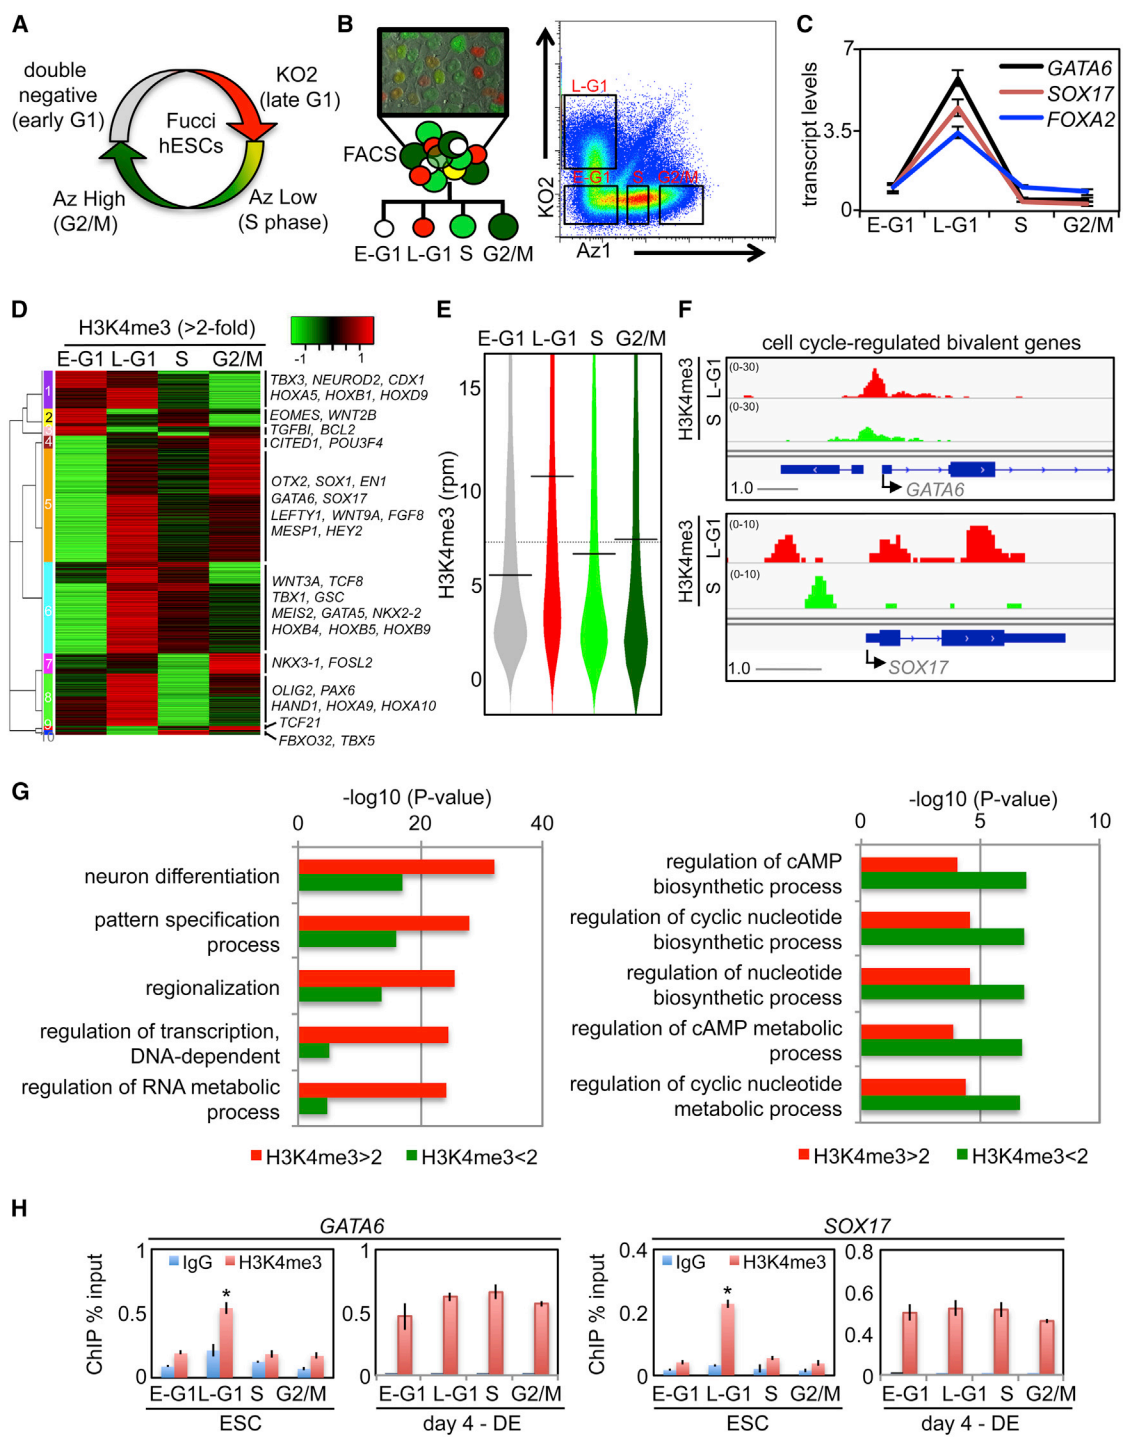 A
double
negative
(early G1)
KO2
(late G1)
Fucci
hESCs
Az High
(G2/M)
Az Low
(S phase)
B
FACS
E-G1 L-G1 S G2/M
L-G1
E-G1 S G2/M
KO2
Az1
C
transcript levels
7
3.5
0
GATA6
SOX17
FOXA2
E-G1 L-G1 S G2/M
D
H3K4me3 (>2-fold)
-1 1
E-G1 L-G1 S G2/M
1
2
3
4
5
6
7
8
9
10
TBX3, NEUROD2, CDX1
HOXA5, HOXB1, HOXD9
EOMES, WNT2B
TGFBI, BCL2
CITED1, POU3F4
OTX2, SOX1, EN1
GATA6, SOX17
LEFTY1, WNT9A, FGF8
MESP1, HEY2
WNT3A, TCF8
TBX1, GSC
MEIS2, GATA5, NKX2-2
HOXB4, HOXB5, HOXB9
NKX3-1, FOSL2
OLIG2, PAX6
HAND1, HOXA9, HOXA10
TCF21
FBXO32, TBX5
E
E-G1 L-G1 S G2/M
H3K4me3 (rpm)
15
10
5
0
F
cell cycle-regulated bivalent genes
H3K4me3
L-G1
S
(0-30)
(0-30)
1.0
GATA6
H3K4me3
L-G1
S
(0-10)
(0-10)
1.0
SOX17
G
-log10 (P-value)
0 20 40
neuron differentiation
pattern specification
process
regionalization
regulation of transcription,
DNA-dependent
regulation of RNA metabolic
process
H3K4me3>2 H3K4me3<2
-log10 (P-value)
0 5 10
regulation of cAMP
biosynthetic process
regulation of cyclic nucleotide
biosynthetic process
regulation of nucleotide
biosynthetic process
regulation of cAMP metabolic
process
regulation of cyclic nucleotide
metabolic process
H3K4me3>2 H3K4me3<2
H
GATA6
ChIP % input
1
0.5
0
IgG H3K4me3
*
E-G1 L-G1 S G2/M
ESC
1
0.5
0
E-G1 L-G1 S G2/M
day 4 - DE
SOX17
ChIP % input
0.4
0.2
0
IgG H3K4me3
*
E-G1 L-G1 S G2/M
ESC
0.8
0.6
0.4
0
E-G1 L-G1 S G2/M
day 4 - DE